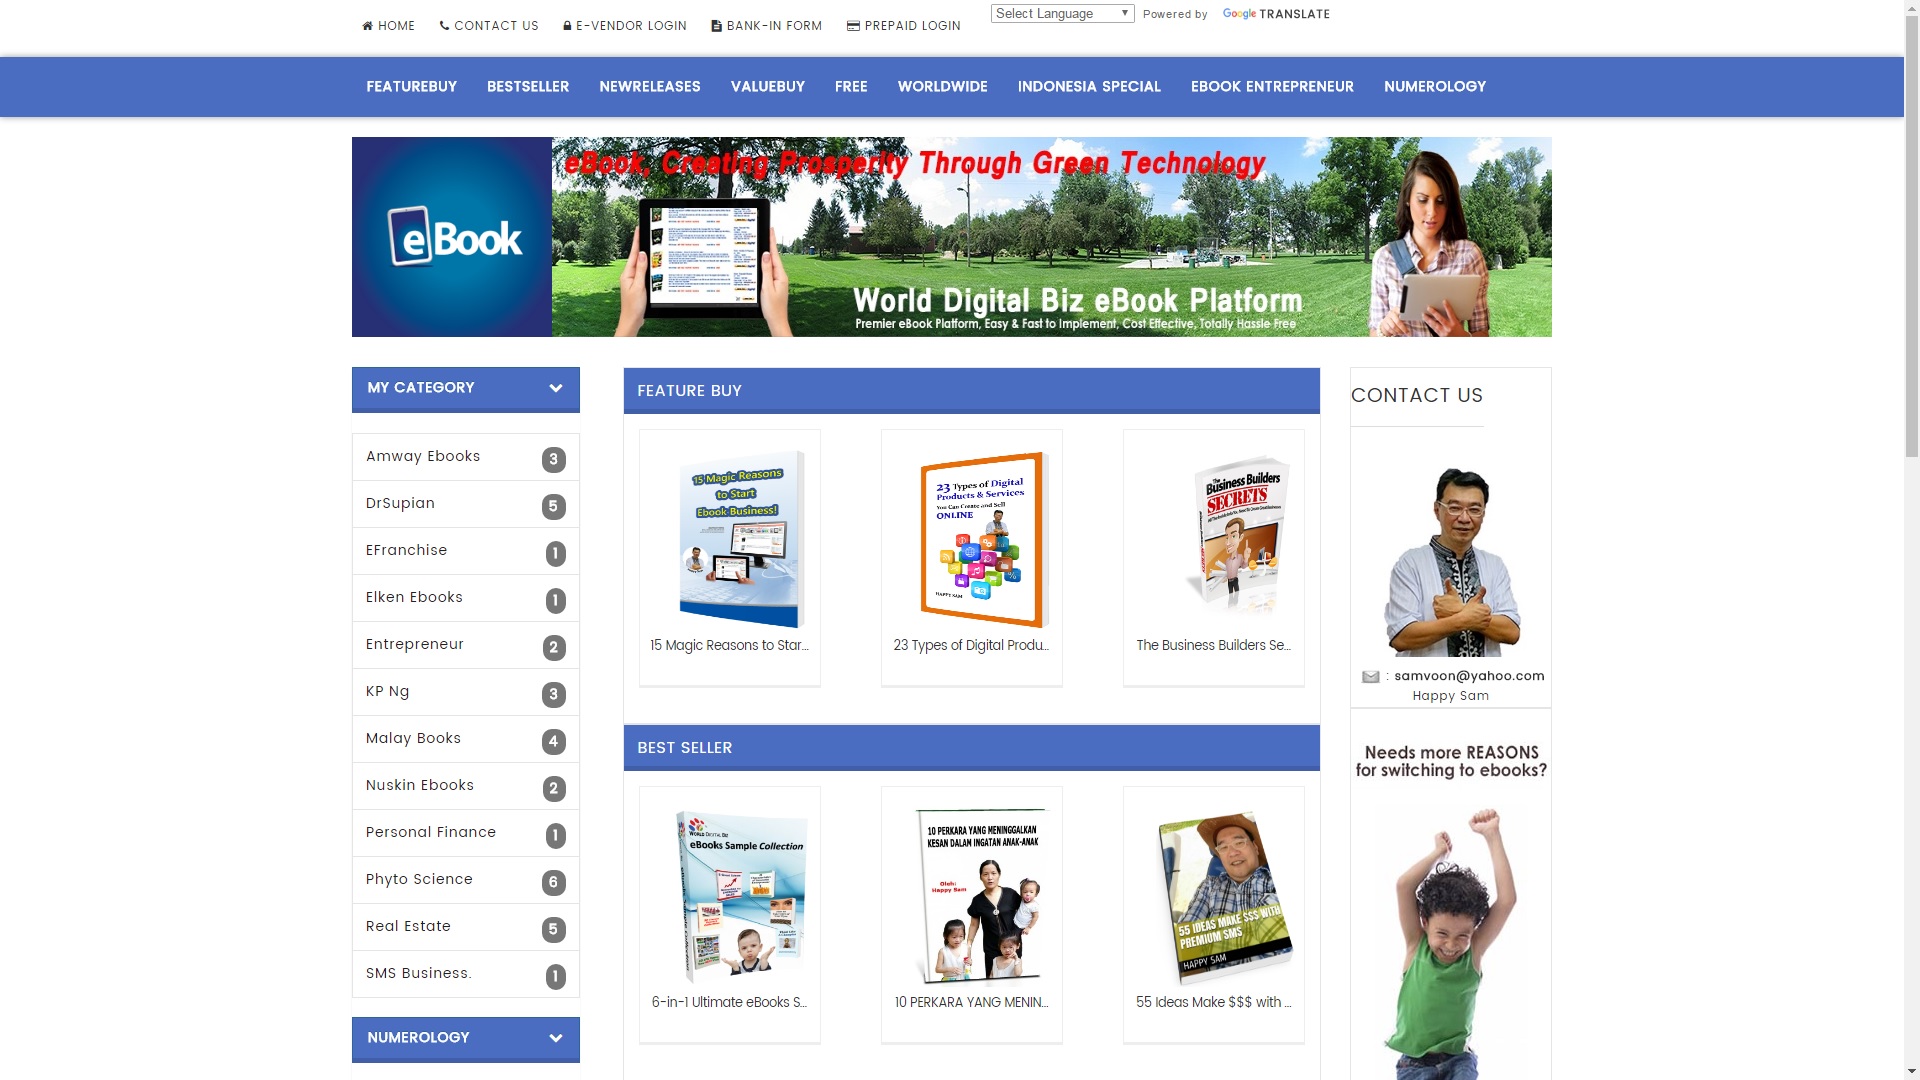 HOME
CONTACT US
E-VENDOR LOGIN
BANK-IN FORM
PREPAID LOGIN
Select Language
Powered by Google TRANSLATE
FEATUREBUY
BESTSELLER
NEWRELEASES
VALUEBUY
FREE
WORLDWIDE
INDONESIA SPECIAL
EBOOK ENTREPRENEUR
NUMEROLOGY
eBook
eBook, Creating Prosperity Through Green Technology
World Digital Biz eBook Platform
Premier eBook Platform, Easy & Fast to Implement, Cost Effective, Totally Hassle Free
MY CATEGORY
Amway Ebooks 3
DrSupian 5
EFranchise 1
Elken Ebooks 1
Entrepreneur 2
KP Ng 3
Malay Books 4
Nuskin Ebooks 2
Personal Finance 1
Phyto Science 6
Real Estate 5
SMS Business. 1
NUMEROLOGY
FEATURE BUY
15 Magic Reasons
to Start
Ebook Business!
15 Magic Reasons to Star...
23 Types of Digital
Products & Services
You Can Create and Sell
ONLINE
HAPPY SAM
23 Types of Digital Produ...
The
Business Builders
SECRETS
The Business Builders Se...
BEST SELLER
WORLD DIGITAL BIZ
eBooks Sample Collection
6-in-1 Ultimate eBooks S...
10 PERKARA YANG MENINGGALKAN
KESAN DALAM INGATAN ANAK-ANAK
Oleh:
Happy Sam
10 PERKARA YANG MENIN...
55 IDEAS MAKE $$$ WITH
PREMIUM SMS
HAPPY SAM
55 Ideas Make $$$ with ...
CONTACT US
: samvoon@yahoo.com
Happy Sam
Needs more REASONS
for switching to ebooks?